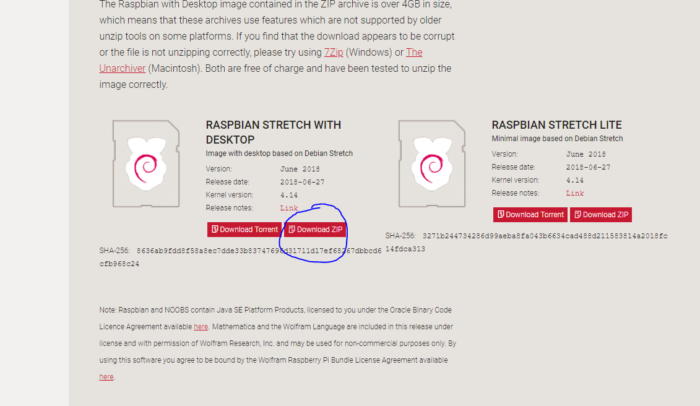 The Raspbian with Desktop image contained in the ZIP archive is over 4GB in size,
which means that these archives use features which are not supported by older
unzip tools on some platforms. If you find that the download appears to be corrupt
or the file is not unzipping correctly, please try using 7Zip (Windows) or The
Unarchiver (Macintosh). Both are free of charge and have been tested to unzip the
image correctly.
RASPBIAN STRETCH WITH
DESKTOP
Image with desktop based on Debian Stretch
Version: June 2018
Release date: 2018-06-27
Kernel version: 4.14
Release notes: Link
Download Torrent Download ZIP
SHA-256:
cfb968c24
RASPBIAN STRETCH LITE
Minimal image based on Debian Stretch
Version: June 2018
Release date: 2018-06-27
Kernel version: 4.14
Release notes: Link
Download Torrent Download ZIP
SHA-256: 3271b244734286d99aeba8fa043b6634cad488d211583814a2018fc
14fdca313
Note: Raspbian and NOOBS contain Java SE Platform Products, licensed to you under the Oracle Binary Code
Licence Agreement available here. Mathematica and the Wolfram Language are included in this release under
license and with permission of Wolfram Research, Inc. and may be used for non-commercial purposes only. By
using this software you agree to be bound by the Wolfram Raspberry Pi Bundle License Agreement available
here.